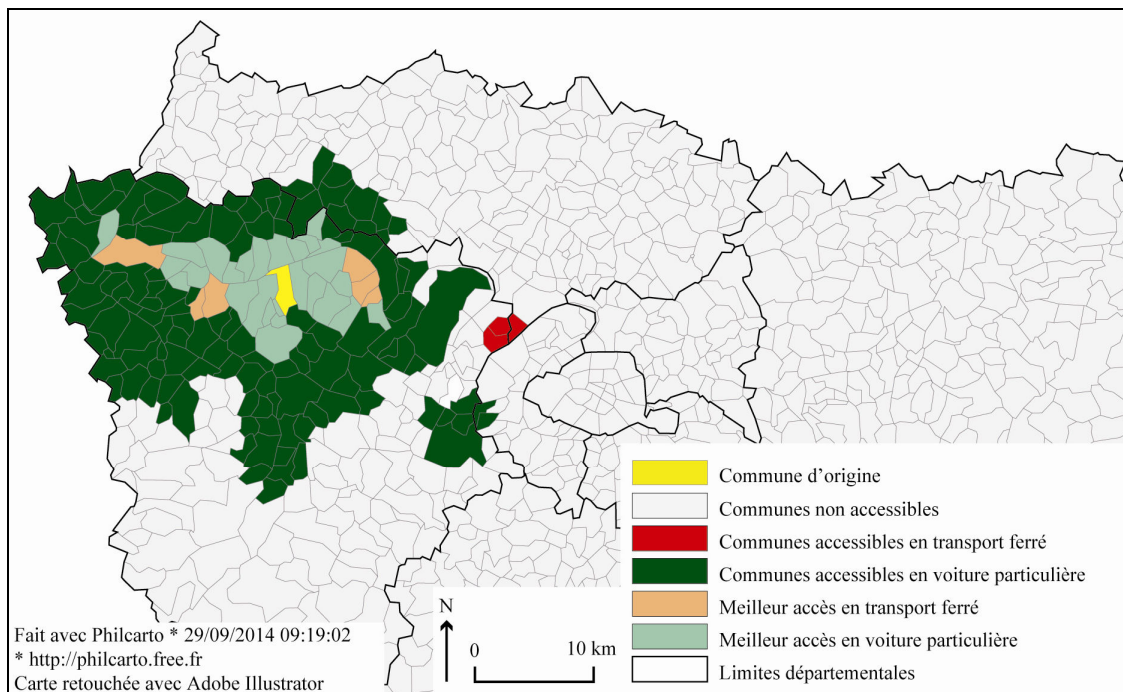 Commune d'origine
Communes non accessibles
Communes accessibles en transport ferré
Communes accessibles en voiture particulière
Meilleur accès en transport ferré
Meilleur accès en voiture particulière
Limites départementales
N
0 10 km
Fait avec Philcarto * 29/09/2014 09:19:02
* http://philcarto.free.fr
Carte retouchée avec Adobe Illustrator